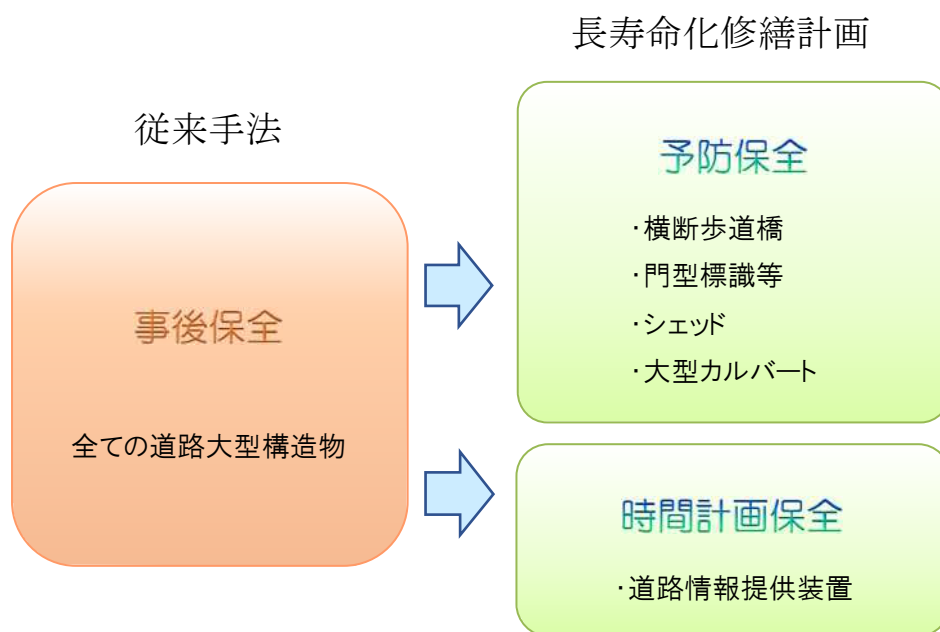 長寿命化修繕計画
従来手法
予防保全
・横断歩道橋
・門型標識等
・シェッド
・大型カルバート
事後保全
全ての道路大型構造物
時間計画保全
・道路情報提供装置